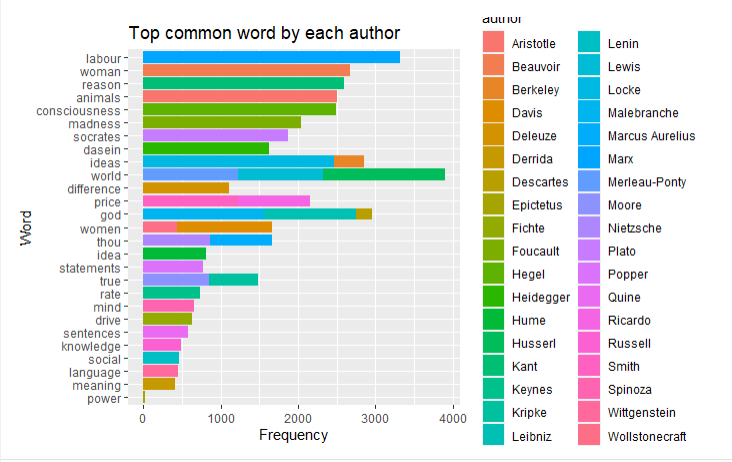 Top common word by each author
author
labour
woman
reason
animals
consciousness
madness
socrates
dasein
ideas
world
difference
price
god
women
thou
idea
statements
true
rate
mind
drive
sentences
knowledge
social
language
meaning
power
Word
0 1000 2000 3000 4000
Frequency
Aristotle
Beauvoir
Berkeley
Davis
Deleuze
Derrida
Descartes
Epictetus
Fichte
Foucault
Hegel
Heidegger
Hume
Husserl
Kant
Keynes
Kripke
Leibniz
Lenin
Lewis
Locke
Malebranche
Marcus Aurelius
Marx
Merleau-Ponty
Moore
Nietzsche
Plato
Popper
Quine
Ricardo
Russell
Smith
Spinoza
Wittgenstein
Wollstonecraft